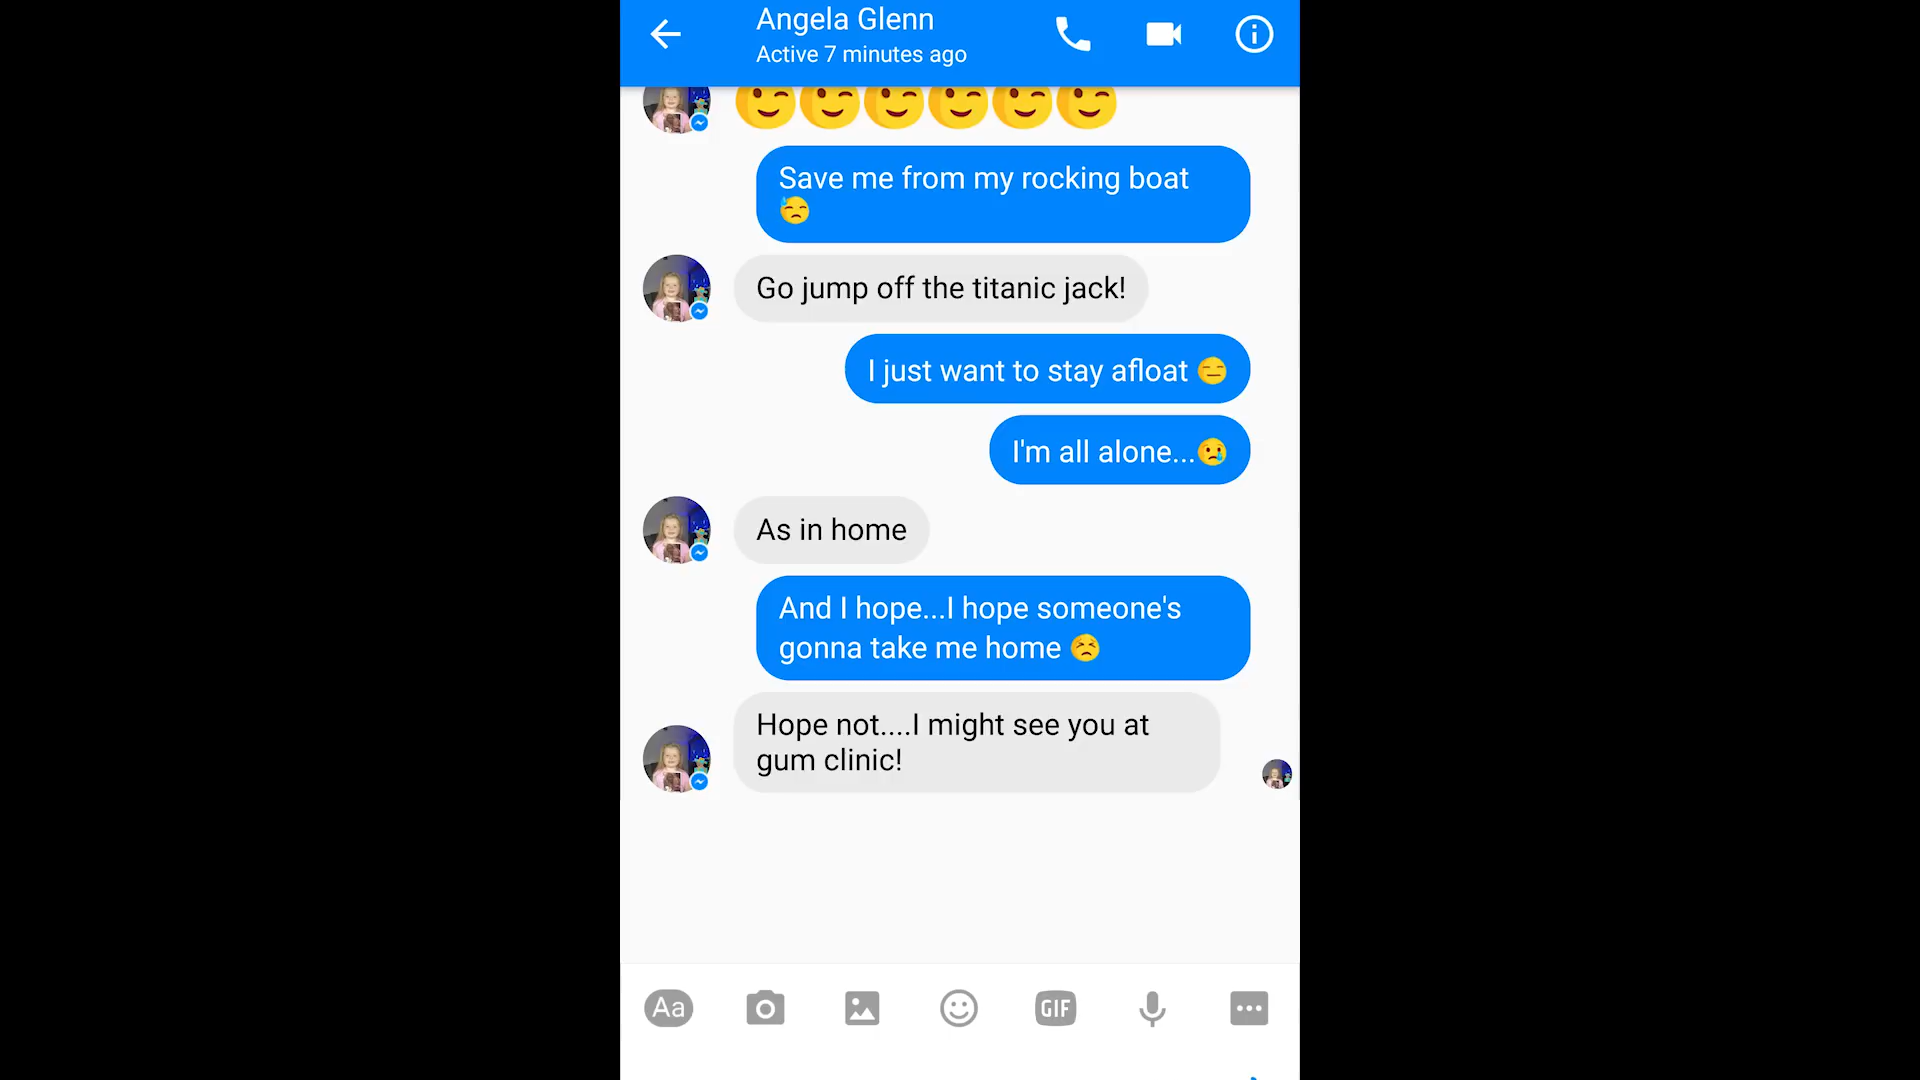 Angela Glenn
Active 7 minutes ago
Save me from my rocking boat
Go jump off the titanic jack!
I just want to stay afloat
I'm all alone...
As in home
And I hope...I hope someone's
gonna take me home
Hope not....I might see you at
gum clinic!
Aa
GIF